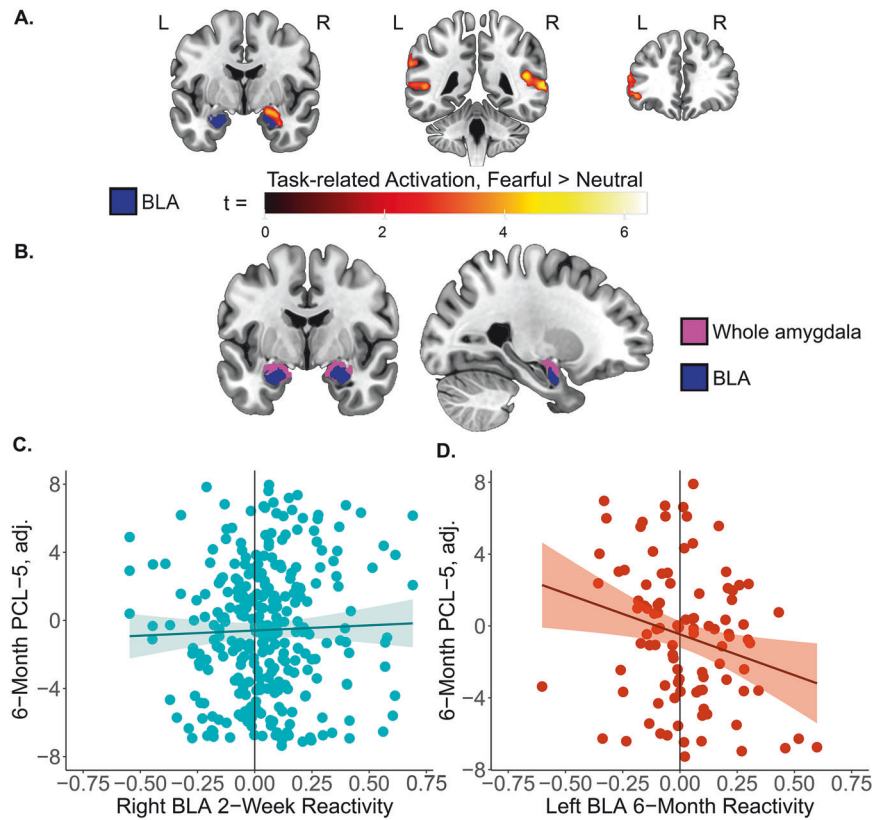 A.
L R L R L R
BLA
Task-related Activation, Fearful > Neutral
t =
0 2 4 6
B.
Whole amygdala
BLA
C.
6−Month PCL−5, adj.
8
4
0
−4
−8
−0.75 −0.50 −0.25 0.00 0.25 0.50 0.75
Right BLA 2−Week Reactivity
D.
6−Month PCL−5, adj.
8
4
0
−4
−8
−0.75 −0.50 −0.25 0.00 0.25 0.50 0.75
Left BLA 6−Month Reactivity